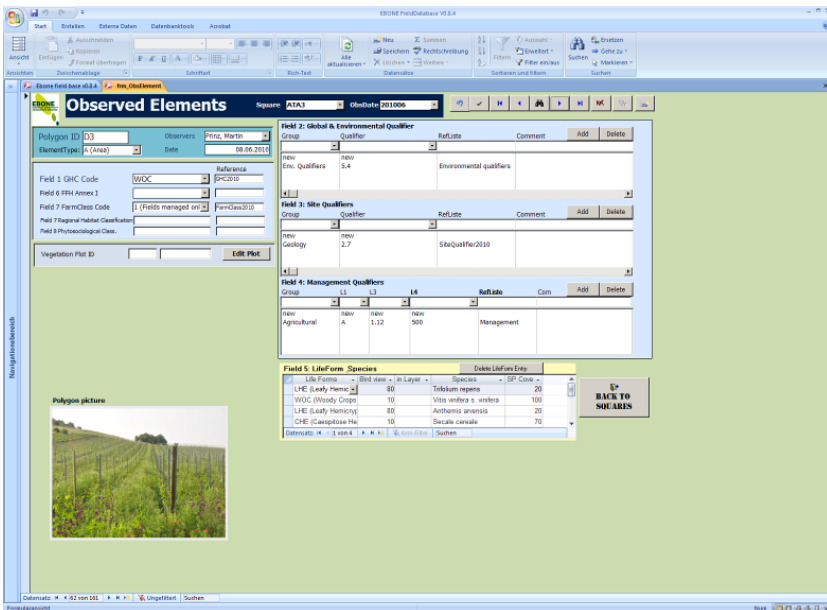 EBONE FieldDatabase V0.8.4
Start Erstellen Externe Daten Datenbanktools Acrobat
Ansicht Einfügen Ausschneiden Kopieren Format übertragen
Alle aktualisieren Neu Speichern Löschen Summen Rechtschreibung Weitere
Filtern Auswahl Erweitert Filter ein/aus Suchen Ersetzen Gehe zu Markieren
Ansichten Zwischenablage Schriftart Rich-Text Datensätze Sortieren und Filtern Suchen
Ebone field base v0.8.4 frm_ObsElement
EBONE Observed Elements Square ATA3 ObsDate 201006
Polygon ID D3 Observers Prinz, Martin
ElementType: A (Area) Date 08.06.2010
Reference
Field 1 GHC Code WOC GHC2010
Field 6 FFH Annex I
Field 7 FarmClass Code 1 (Fields managed onl FarmClass2010
Field 7 Regional Habitat Classification
Field 8 Phytosociological Class.
Vegetation Plot ID Edit Plot
Field 2: Global & Environmental Qualifier
Group Qualifier RefListe Comment Add Delete
new new
Env. Qualifiers 5.4 Environmental qualifiers
Field 3: Site Qualifiers
Group Qualifier RefListe Comment Add Delete
new new
Geology 2.7 SiteQualifier2010
Field 4: Management Qualifiers
Group L1 L3 L4 RefListe Com Add Delete
new new new new
Agricultural A 1.12 500 Management
Field 5: LifeForm ,Species Delete LifeForm Entry
Life Forms Bird view in Layer Species SP Cove
LHE (Leafy Hemic 80 Trifolium repens 20
WOC (Woody Crops 10 Vitis vinifera s. vinifera 100
LHE (Leafy Hemicryp 80 Anthemis arvensis 20
CHE (Caespitose He 10 Secale cereale 70
Datensatz: 1 von 4 Kein Filter Suchen
BACK TO
SQUARES
Polygon picture
Navigationsbereich
Datensatz: 62 von 161 Ungefiltert Suchen
Formularansicht Num